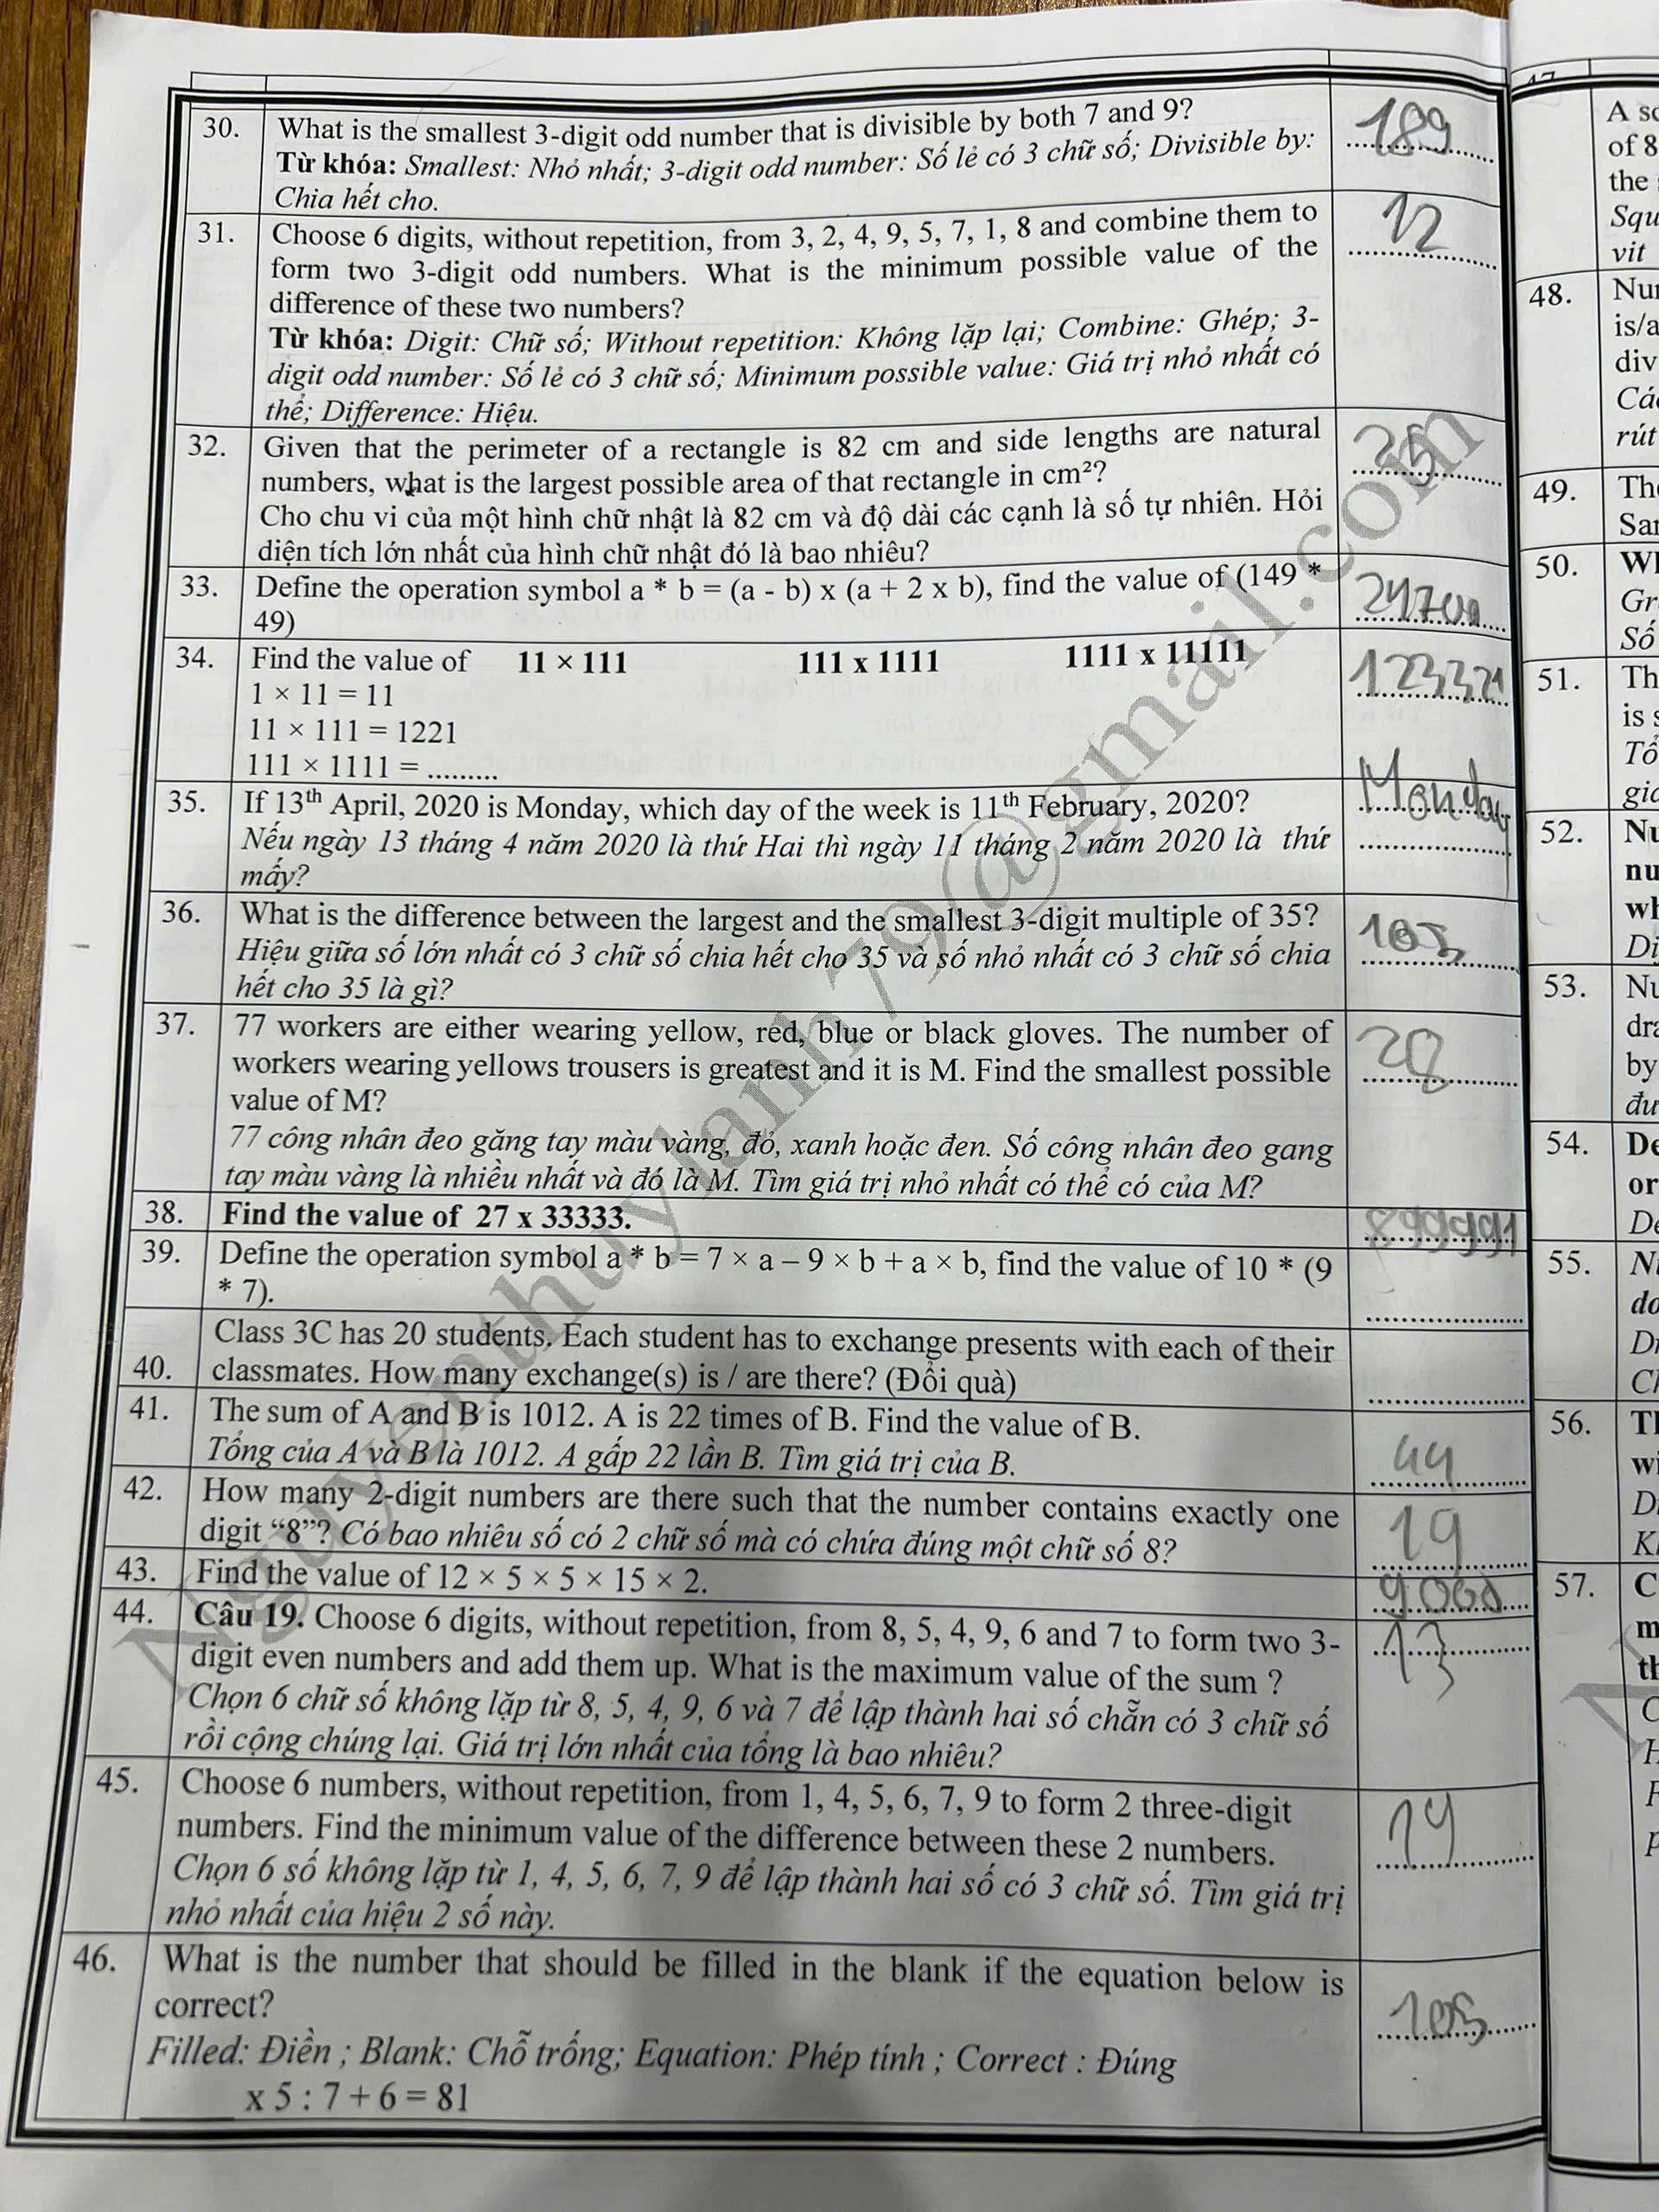 30. What is the smallest 3-digit odd number that is divisible by both 7 and 9? 189
Từ khóa: Smallest: Nhỏ nhất; 3-digit odd number: Số lẻ có 3 chữ số; Divisible by:
Chia hết cho.
31. Choose 6 digits, without repetition, from 3, 2, 4, 9, 5, 7, 1, 8 and combine them to 12
form two 3-digit odd numbers. What is the minimum possible value of the
difference of these two numbers?
Từ khóa: Digit: Chữ số; Without repetition: Không lặp lại; Combine: Ghép; 3-
digit odd number: Số lẻ có 3 chữ số; Minimum possible value: Giá trị nhỏ nhất có
thể; Difference: Hiệu.
32. Given that the perimeter of a rectangle is 82 cm and side lengths are natural
numbers, what is the largest possible area of that rectangle in cm²?
Cho chu vi của một hình chữ nhật là 82 cm và độ dài các cạnh là số tự nhiên. Hỏi
diện tích lớn nhất của hình chữ nhật đó là bao nhiêu?
33. Define the operation symbol a * b = (a - b) x (a + 2 x b), find the value of (149 * 24700
49)
34. Find the value of 11 × 111 111 x 1111 1111 x 11111 123321
1 × 11 = 11
11 × 111 = 1221
111 × 1111 = .........
35. If 13th April, 2020 is Monday, which day of the week is 11th February, 2020? Monday
Nếu ngày 13 tháng 4 năm 2020 là thứ Hai thì ngày 11 tháng 2 năm 2020 là thứ
mấy?
36. What is the difference between the largest and the smallest 3-digit multiple of 35? 105
Hiệu giữa số lớn nhất có 3 chữ số chia hết cho 35 và số nhỏ nhất có 3 chữ số chia
hết cho 35 là gì?
37. 77 workers are either wearing yellow, red, blue or black gloves. The number of 20
workers wearing yellows trousers is greatest and it is M. Find the smallest possible
value of M?
77 công nhân đeo găng tay màu vàng, đỏ, xanh hoặc đen. Số công nhân đeo gang
tay màu vàng là nhiều nhất và đó là M. Tìm giá trị nhỏ nhất có thể có của M?
38. Find the value of 27 x 33333. 899991
39. Define the operation symbol a * b = 7 × a – 9 × b + a × b, find the value of 10 * (9
* 7).
Class 3C has 20 students. Each student has to exchange presents with each of their
40. classmates. How many exchange(s) is / are there? (Đổi quà)
41. The sum of A and B is 1012. A is 22 times of B. Find the value of B.
Tổng của A và B là 1012. A gấp 22 lần B. Tìm giá trị của B. 44
42. How many 2-digit numbers are there such that the number contains exactly one 19
digit “8”? Có bao nhiêu số có 2 chữ số mà có chứa đúng một chữ số 8?
43. Find the value of 12 × 5 × 5 × 15 × 2. 9000
44. Câu 19. Choose 6 digits, without repetition, from 8, 5, 4, 9, 6 and 7 to form two 3- 13
digit even numbers and add them up. What is the maximum value of the sum ?
Chọn 6 chữ số không lặp từ 8, 5, 4, 9, 6 và 7 để lập thành hai số chẵn có 3 chữ số
rồi cộng chúng lại. Giá trị lớn nhất của tổng là bao nhiêu?
45. Choose 6 numbers, without repetition, from 1, 4, 5, 6, 7, 9 to form 2 three-digit 14
numbers. Find the minimum value of the difference between these 2 numbers.
Chọn 6 số không lặp từ 1, 4, 5, 6, 7, 9 để lập thành hai số có 3 chữ số. Tìm giá trị
nhỏ nhất của hiệu 2 số này.
46. What is the number that should be filled in the blank if the equation below is 105
correct?
Filled: Điền ; Blank: Chỗ trống; Equation: Phép tính ; Correct : Đúng
______ x 5 : 7 + 6 = 81
Nguyenthuylanh79@gmail.com
of 8
the
vit
48.
49.
50.
Số
51.
is
Tổ
52.
53.
by
54.
or
55.
56.
57. C